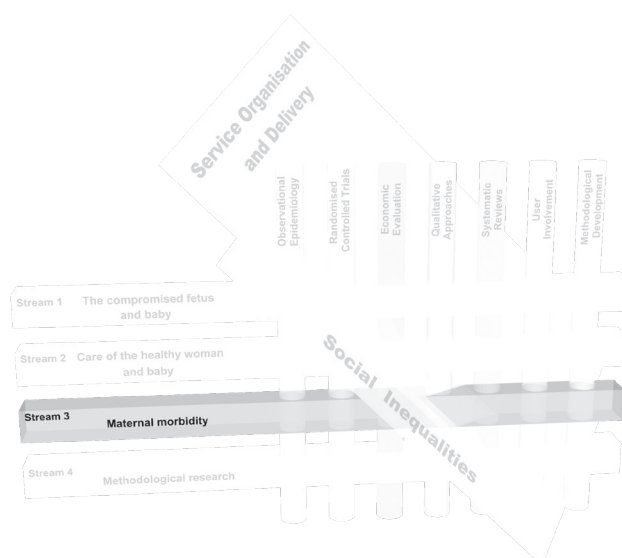 Service Organisation
and Delivery
Observational
Epidemiology
Randomised
Controlled Trials
Economic
Evaluation
Qualitative
Approaches
Systematic
Reviews
User
Involvement
Methodological
Development
Stream 1 The compromised fetus
and baby
Stream 2 Care of the healthy woman
and baby
Social Inequalities
Stream 3 Maternal morbidity
Stream 4 Methodological research